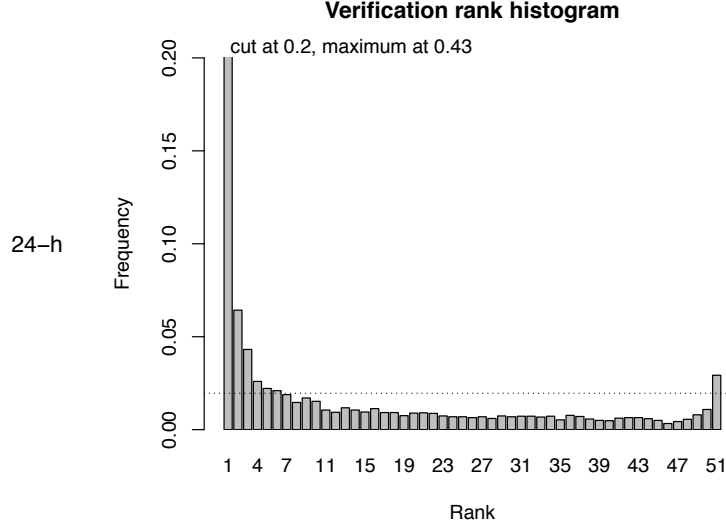 Verification rank histogram
cut at 0.2, maximum at 0.43
0.20
0.15
0.10
0.05
0.00
Frequency
24−h
1 4 7 11 15 19 23 27 31 35 39 43 47 51
Rank